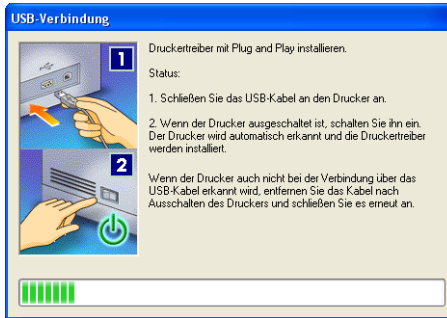 USB-Verbindung
1
Druckertreiber mit Plug and Play installieren.
Status:
1. Schließen Sie das USB-Kabel an den Drucker an.
2. Wenn der Drucker ausgeschaltet ist, schalten Sie ihn ein.
Der Drucker wird automatisch erkannt und die Druckertreiber
werden installiert.
2
Wenn der Drucker auch nicht bei der Verbindung über das
USB-Kabel erkannt wird, entfernen Sie das Kabel nach
Ausschalten des Druckers und schließen Sie es erneut an.